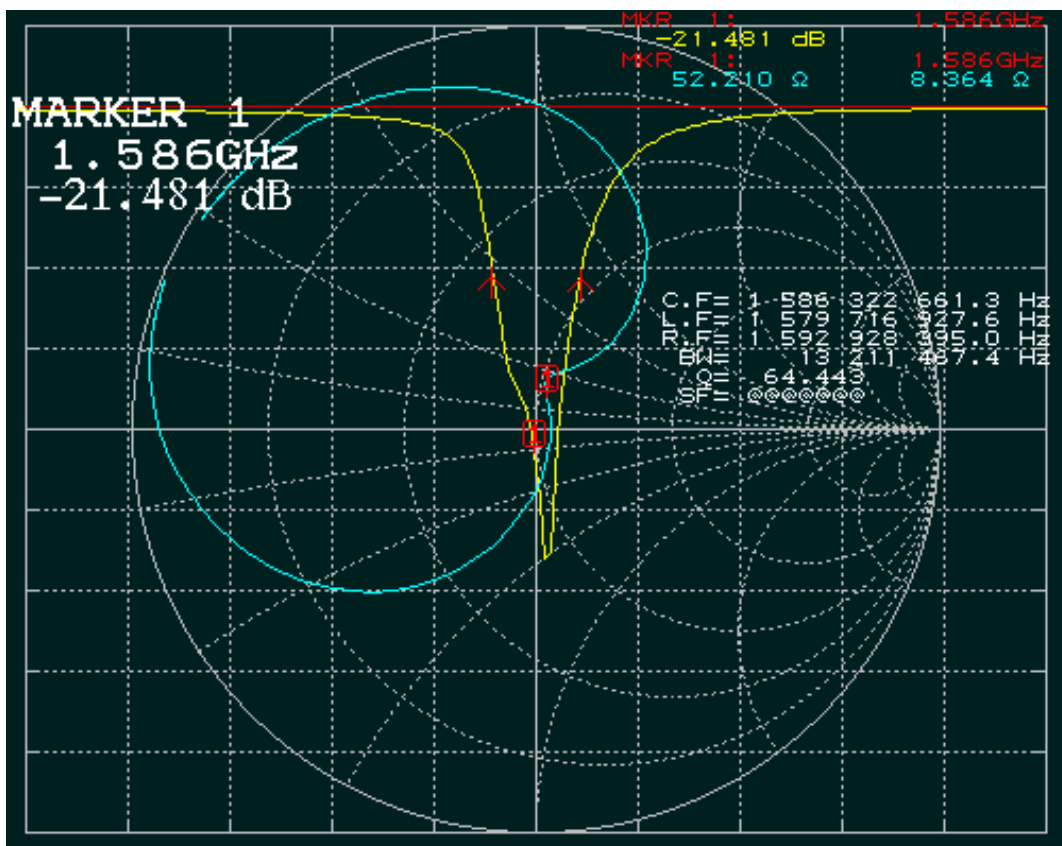 MKR 1: 1.586GHz
-21.481 dB
MKR 1: 1.586GHz
52.210 Ω 8.364 Ω
MARKER 1
1.586GHz
-21.481 dB
C.F= 1 586 322 661.3 Hz
L.F= 1 579 716 927.6 Hz
R.F= 1 592 928 395.0 Hz
BW= 13 211 467.4 Hz
Q= 64.443
SF= @@@@@@@
1
1